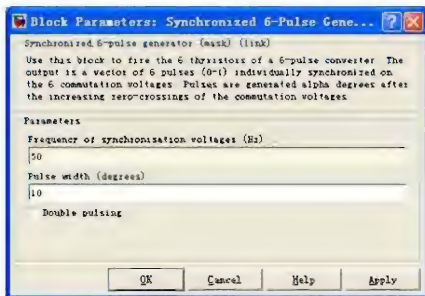 Block Parameters: Synchronized 6-Pulse Gene...
Synchronized 6-pulse generator (mask) (link)
Use this block to fire the 6 thyristors of a 6-pulse converter. The
output is a vector of 6 pulses (0-1) individually synchronized on
the 6 commutation voltages. Pulses are generated alpha degrees after
the increasing zero-crossings of the commutation voltages
Parameters
Frequency of synchronisation voltages (Hz)
50
Pulse width (degrees)
10
Double pulsing
OK Cancel Help Apply